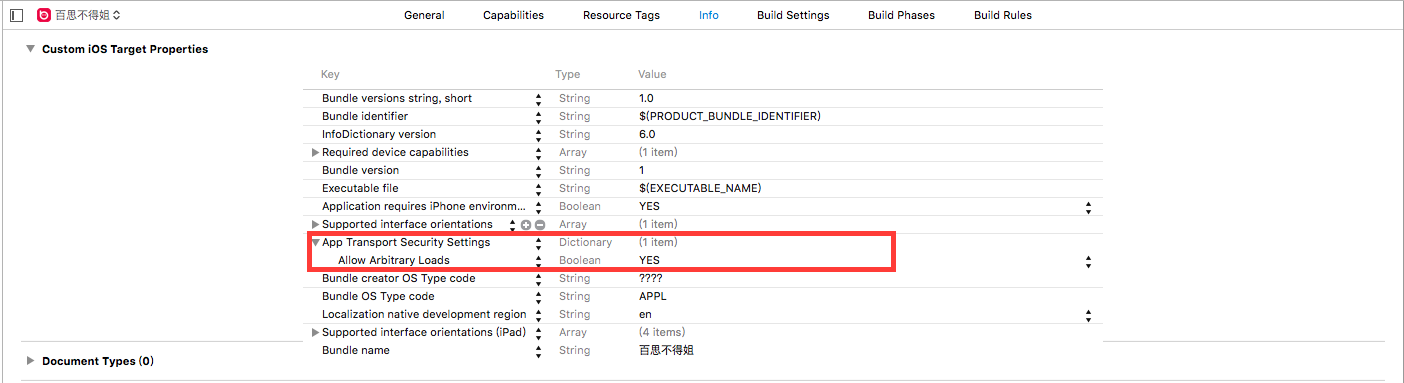 百思不得姐 General Capabilities Resource Tags Info Build Settings Build Phases Build Rules
Custom iOS Target Properties
Key Type Value
Bundle versions string, short String 1.0
Bundle identifier String $(PRODUCT_BUNDLE_IDENTIFIER)
InfoDictionary version String 6.0
Required device capabilities Array (1 item)
Bundle version String 1
Executable file String $(EXECUTABLE_NAME)
Application requires iPhone environm... Boolean YES
Supported interface orientations Array (1 item)
App Transport Security Settings Dictionary (1 item)
Allow Arbitrary Loads Boolean YES
Bundle creator OS Type code String ????
Bundle OS Type code String APPL
Localization native development region String en
Supported interface orientations (iPad) Array (4 items)
Bundle name String 百思不得姐
Document Types (0)